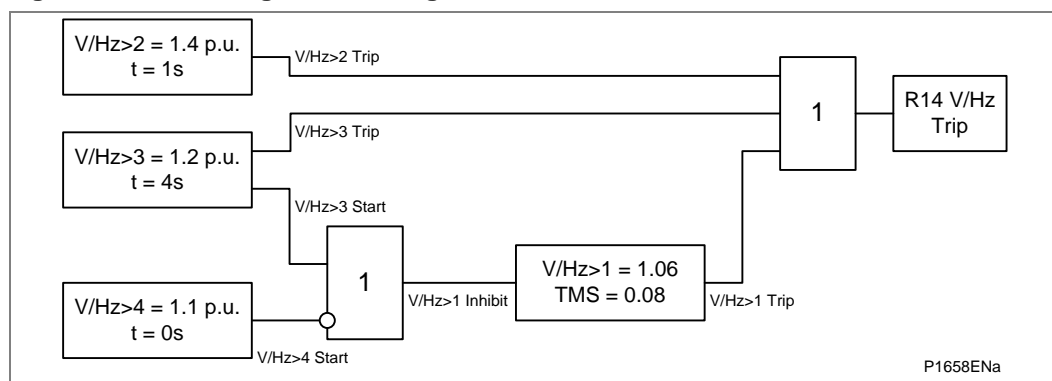 V/Hz>2 = 1.4 p.u.
t = 1s
V/Hz>2 Trip
V/Hz>3 = 1.2 p.u.
t = 4s
V/Hz>3 Trip
V/Hz>3 Start
V/Hz>4 = 1.1 p.u.
t = 0s
V/Hz>4 Start
1
V/Hz>1 Inhibit
V/Hz>1 = 1.06
TMS = 0.08
V/Hz>1 Trip
1
R14 V/Hz
Trip
P1658ENa